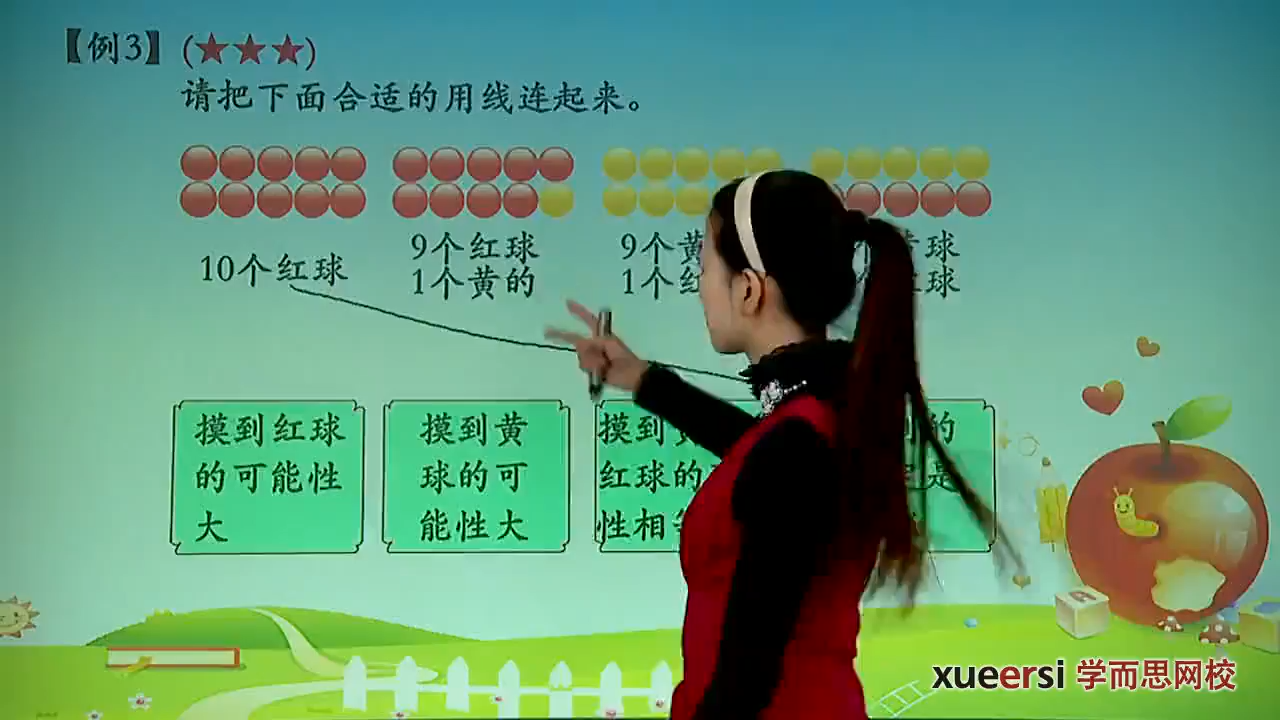 【例3】(★★★)
请把下面合适的用线连起来。
10个红球
9个红球
1个黄的
9个黄
1个红
球
球
摸到红球
的可能性
大
摸到黄
球的可
能性大
摸到
红球的
性相
的
是
xueersi 学而思网校